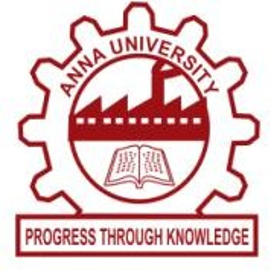 ANNA UNIVERSITY
PROGRESS THROUGH KNOWLEDGE